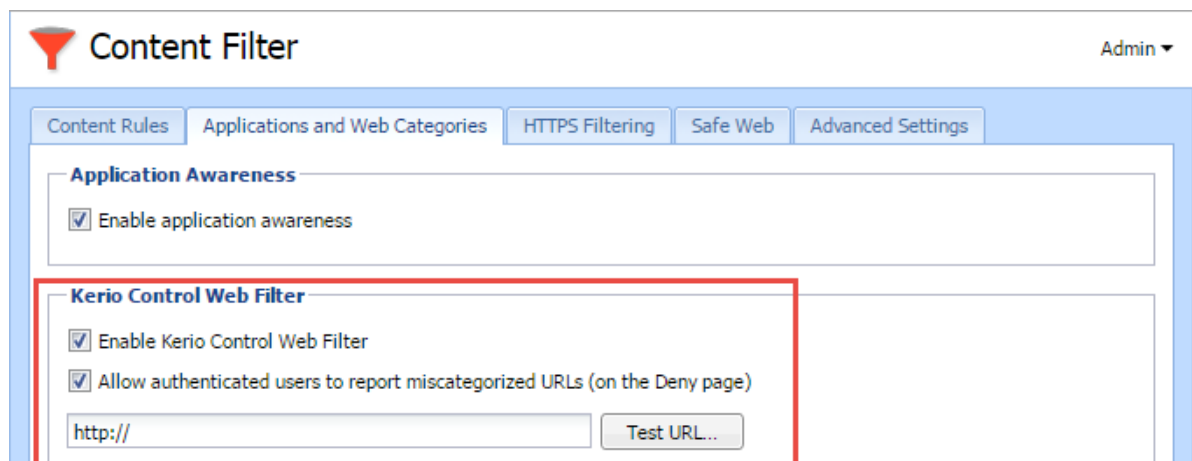 Content Filter
Admin
Content Rules Applications and Web Categories HTTPS Filtering Safe Web Advanced Settings
Application Awareness
Enable application awareness
Kerio Control Web Filter
Enable Kerio Control Web Filter
Allow authenticated users to report miscategorized URLs (on the Deny page)
http:// Test URL...